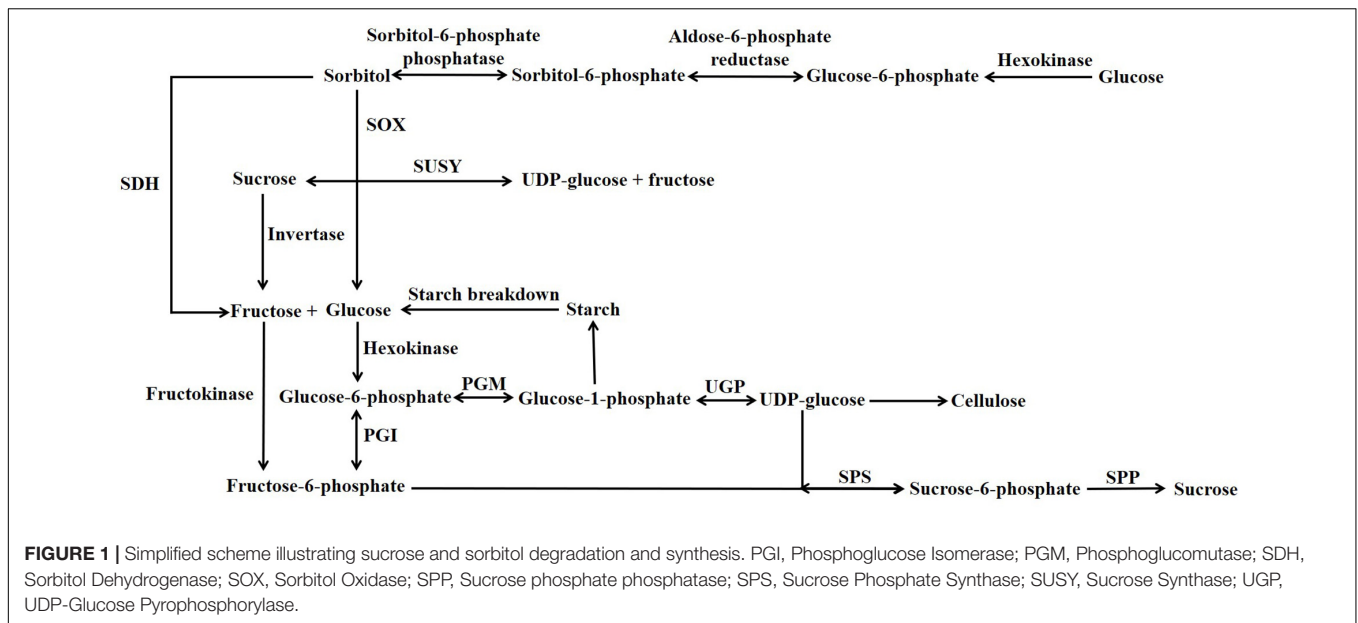 Sorbitol-6-phosphate
phosphatase
Aldose-6-phosphate
reductase
Hexokinase
Sorbitol
Sorbitol-6-phosphate
Glucose-6-phosphate
Glucose
SOX
SDH
Sucrose
SUSY
UDP-glucose + fructose
Invertase
Fructose + Glucose
Starch breakdown
Starch
Hexokinase
Fructokinase
Glucose-6-phosphate
PGM
Glucose-1-phosphate
UGP
UDP-glucose
Cellulose
PGI
Fructose-6-phosphate
SPS
Sucrose-6-phosphate
SPP
Sucrose
FIGURE 1 | Simplified scheme illustrating sucrose and sorbitol degradation and synthesis. PGI, Phosphoglucose Isomerase; PGM, Phosphoglucomutase; SDH,
Sorbitol Dehydrogenase; SOX, Sorbitol Oxidase; SPP, Sucrose phosphate phosphatase; SPS, Sucrose Phosphate Synthase; SUSY, Sucrose Synthase; UGP,
UDP-Glucose Pyrophosphorylase.